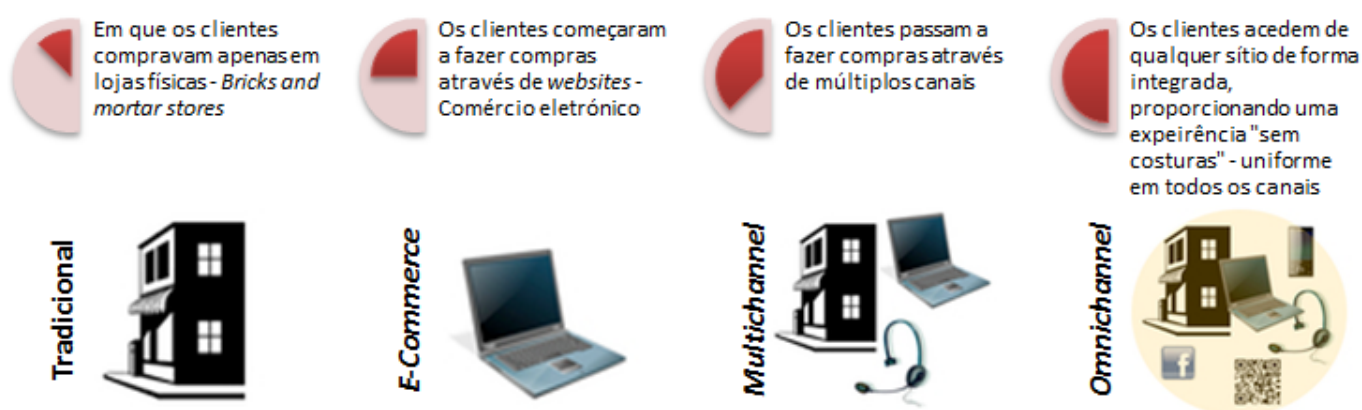 Em que os clientes
compravam apenas em
lojas físicas - Bricks and
mortar stores
Os clientes começaram
a fazer compras
através de websites -
Comércio eletrónico
Os clientes passam a
fazer compras através
de múltiplos canais
Os clientes acedem de
qualquer sítio de forma
integrada,
proporcionando uma
expeirência "sem
costuras" - uniforme
em todos os canais
Tradicional
E-Commerce
Multichannel
Omnichannel
f